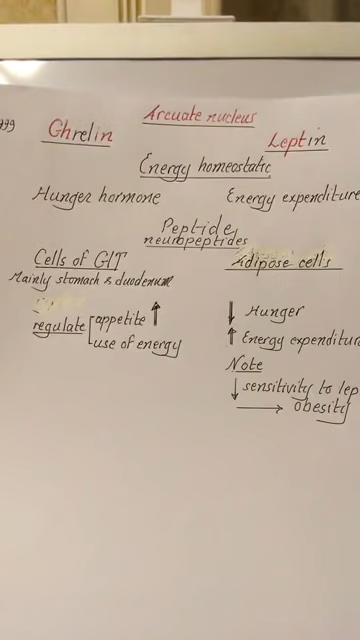 Arcuate nucleus
Ghrelin
Leptin
Energy homeostatic
Hunger hormone
Energy expenditure
Peptide
neuropeptides
Cells of GIT
Mainly stomach & duodenum
Adipose cells
regulate
appetite ↑
use of energy
↓ Hunger
↑ Energy expenditure
Note
↓ sensitivity to lep
→ obesity